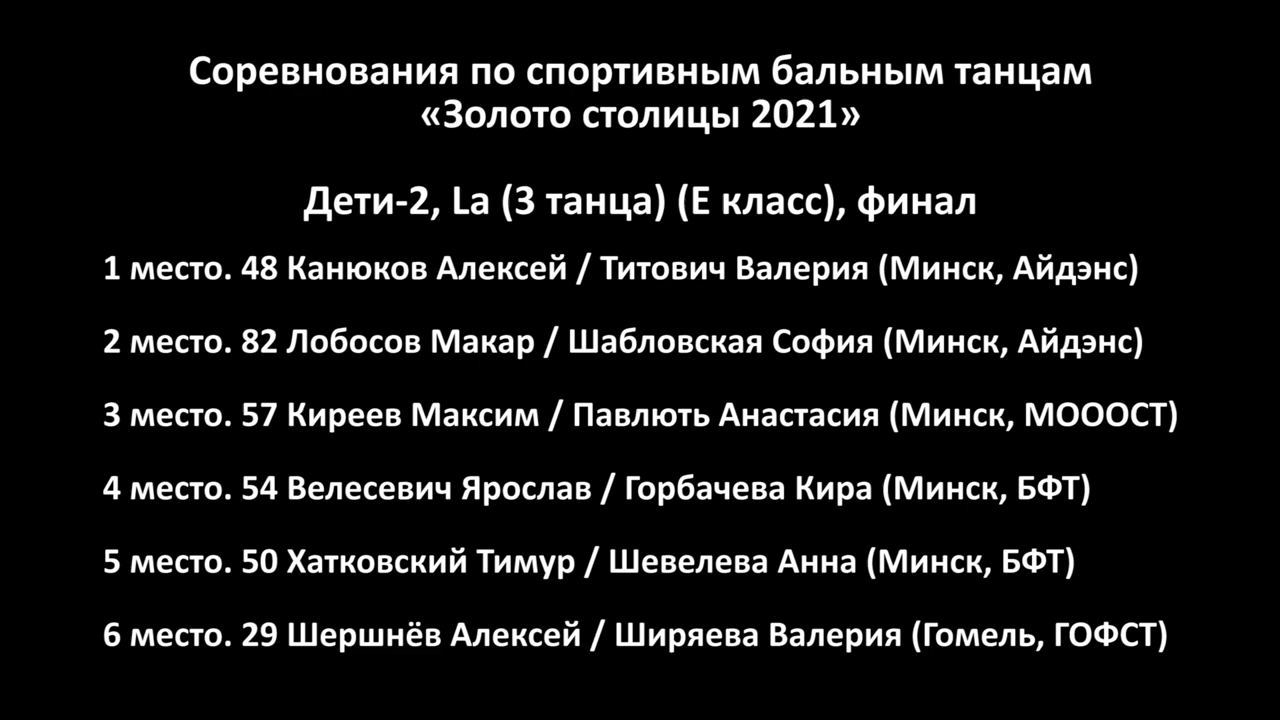 Соревнования по спортивным бальным танцам
«Золото столицы 2021»
Дети-2, La (3 танца) (Е класс), финал
1 место. 48 Канюков Алексей / Титович Валерия (Минск, Айдэнс)
2 место. 82 Лобосов Макар / Шабловская София (Минск, Айдэнс)
3 место. 57 Киреев Максим / Павлють Анастасия (Минск, МОООСТ)
4 место. 54 Велесевич Ярослав / Горбачева Кира (Минск, БФТ)
5 место. 50 Хатковский Тимур / Шевелева Анна (Минск, БФТ)
6 место. 29 Шершнёв Алексей / Ширяева Валерия (Гомель, ГОФСТ)